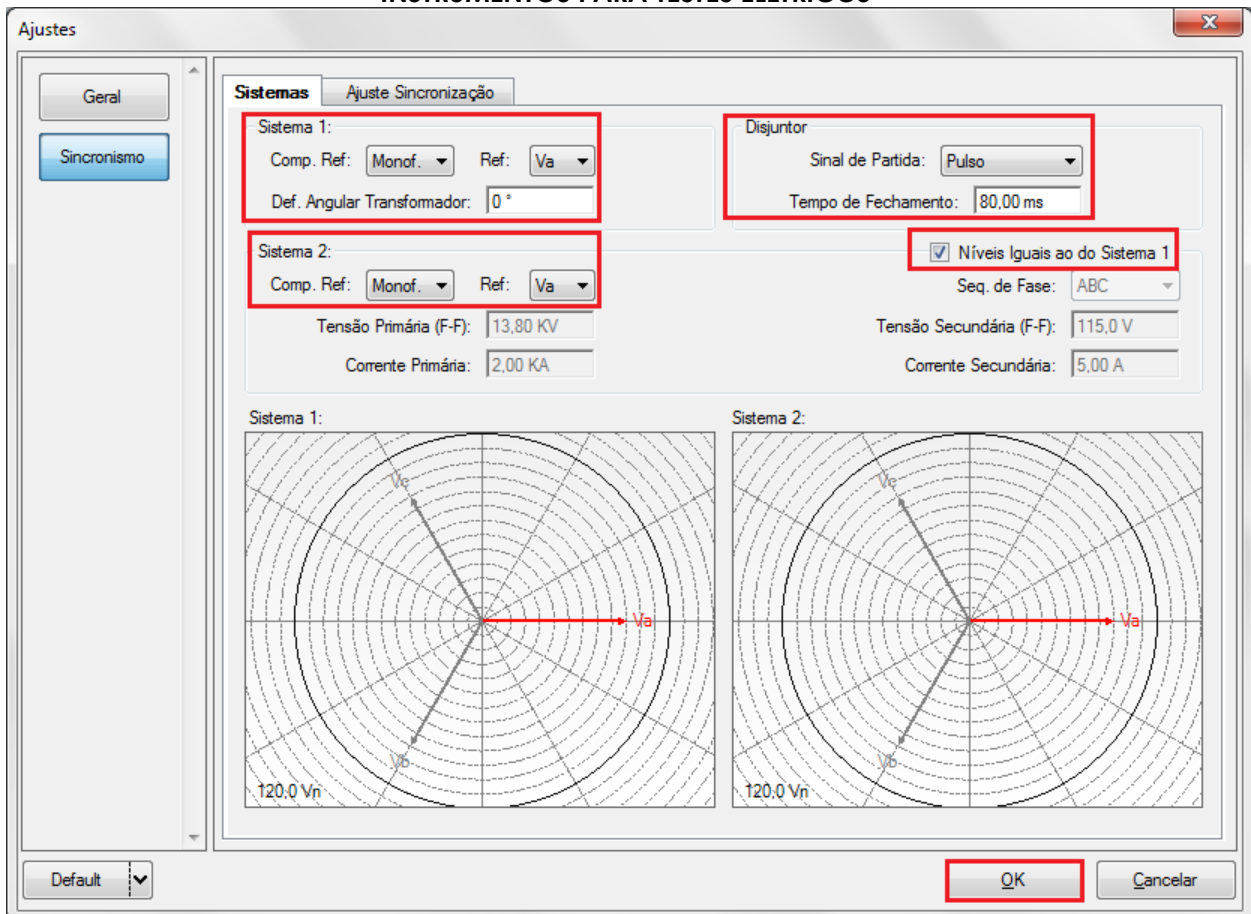 INSTRUMENTOS PARA TESTES ELÉTRICOS
Ajustes
Geral
Sincronismo
Sistemas
Ajuste Sincronização
Sistema 1:
Comp. Ref: Monof. Ref: Va
Def. Angular Transformador: 0 °
Disjuntor
Sinal de Partida: Pulso
Tempo de Fechamento: 80,00 ms
Sistema 2:
Níveis Iguais ao do Sistema 1
Comp. Ref: Monof. Ref: Va
Seq. de Fase: ABC
Tensão Primária (F-F): 13,80 KV
Tensão Secundária (F-F): 115,0 V
Corrente Primária: 2,00 KA
Corrente Secundária: 5,00 A
Sistema 1:
Vc
Va
Vb
120,0 Vn
Sistema 2:
Vc
Va
Vb
120,0 Vn
Default
OK
Cancelar